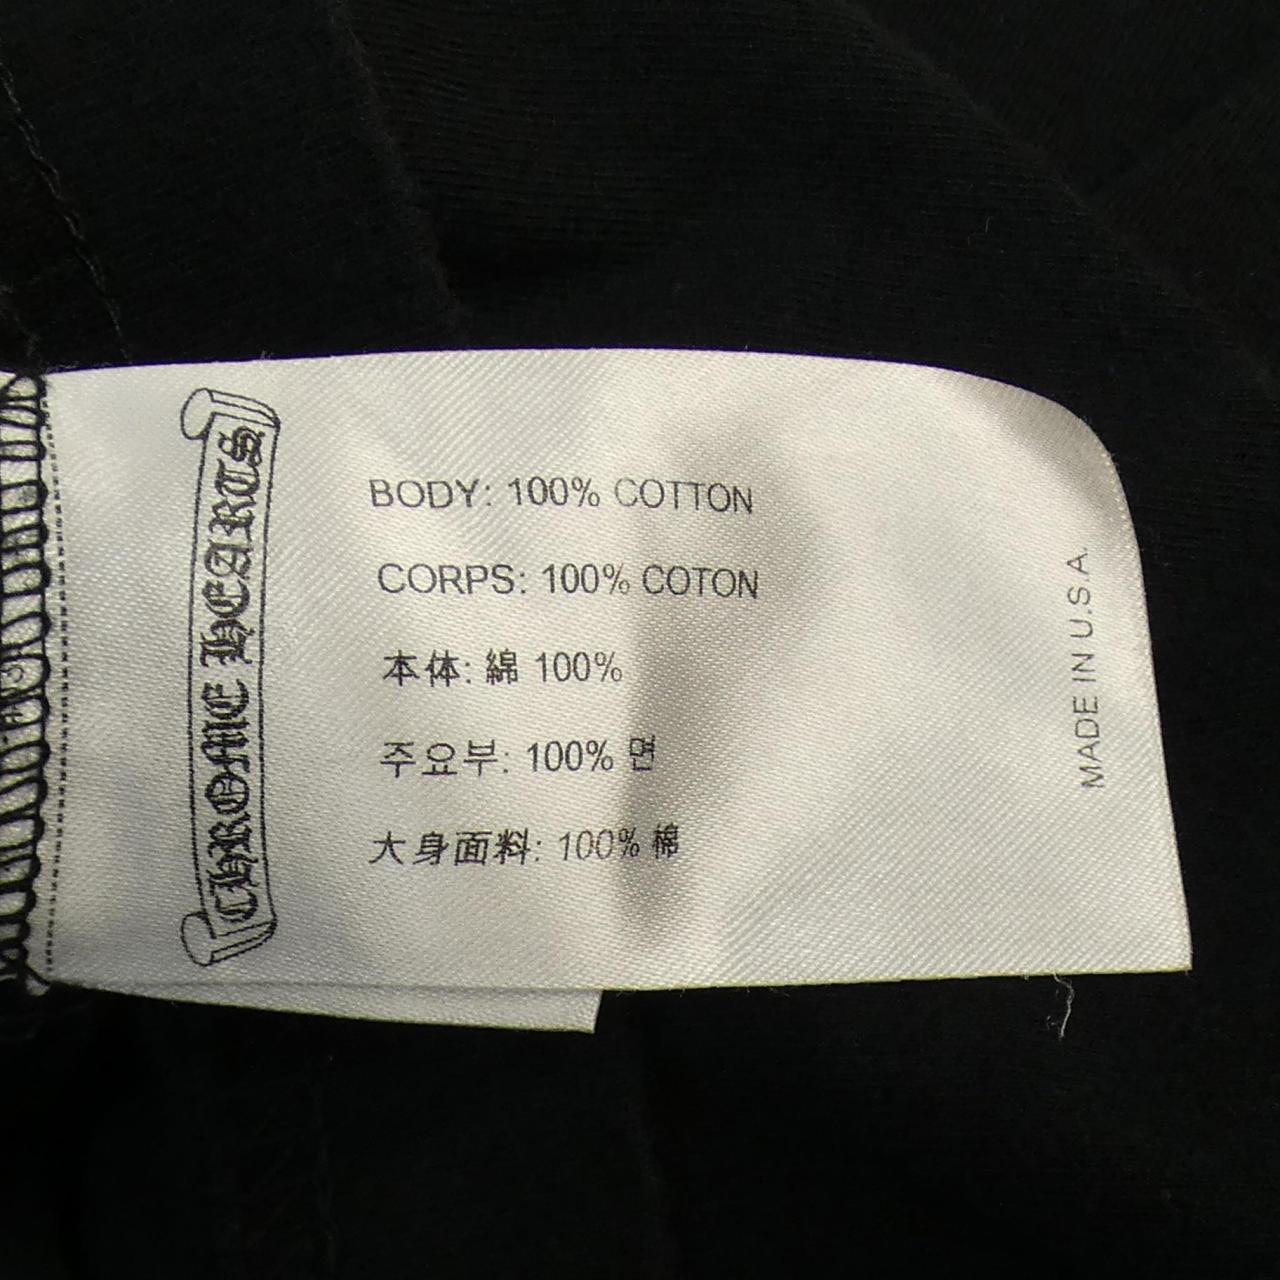 CHROME HEARTS
BODY: 100% COTTON
CORPS: 100% COTON
本体: 綿 100%
주요부: 100% 면
大身面料: 100% 棉
MADE IN U.S.A.